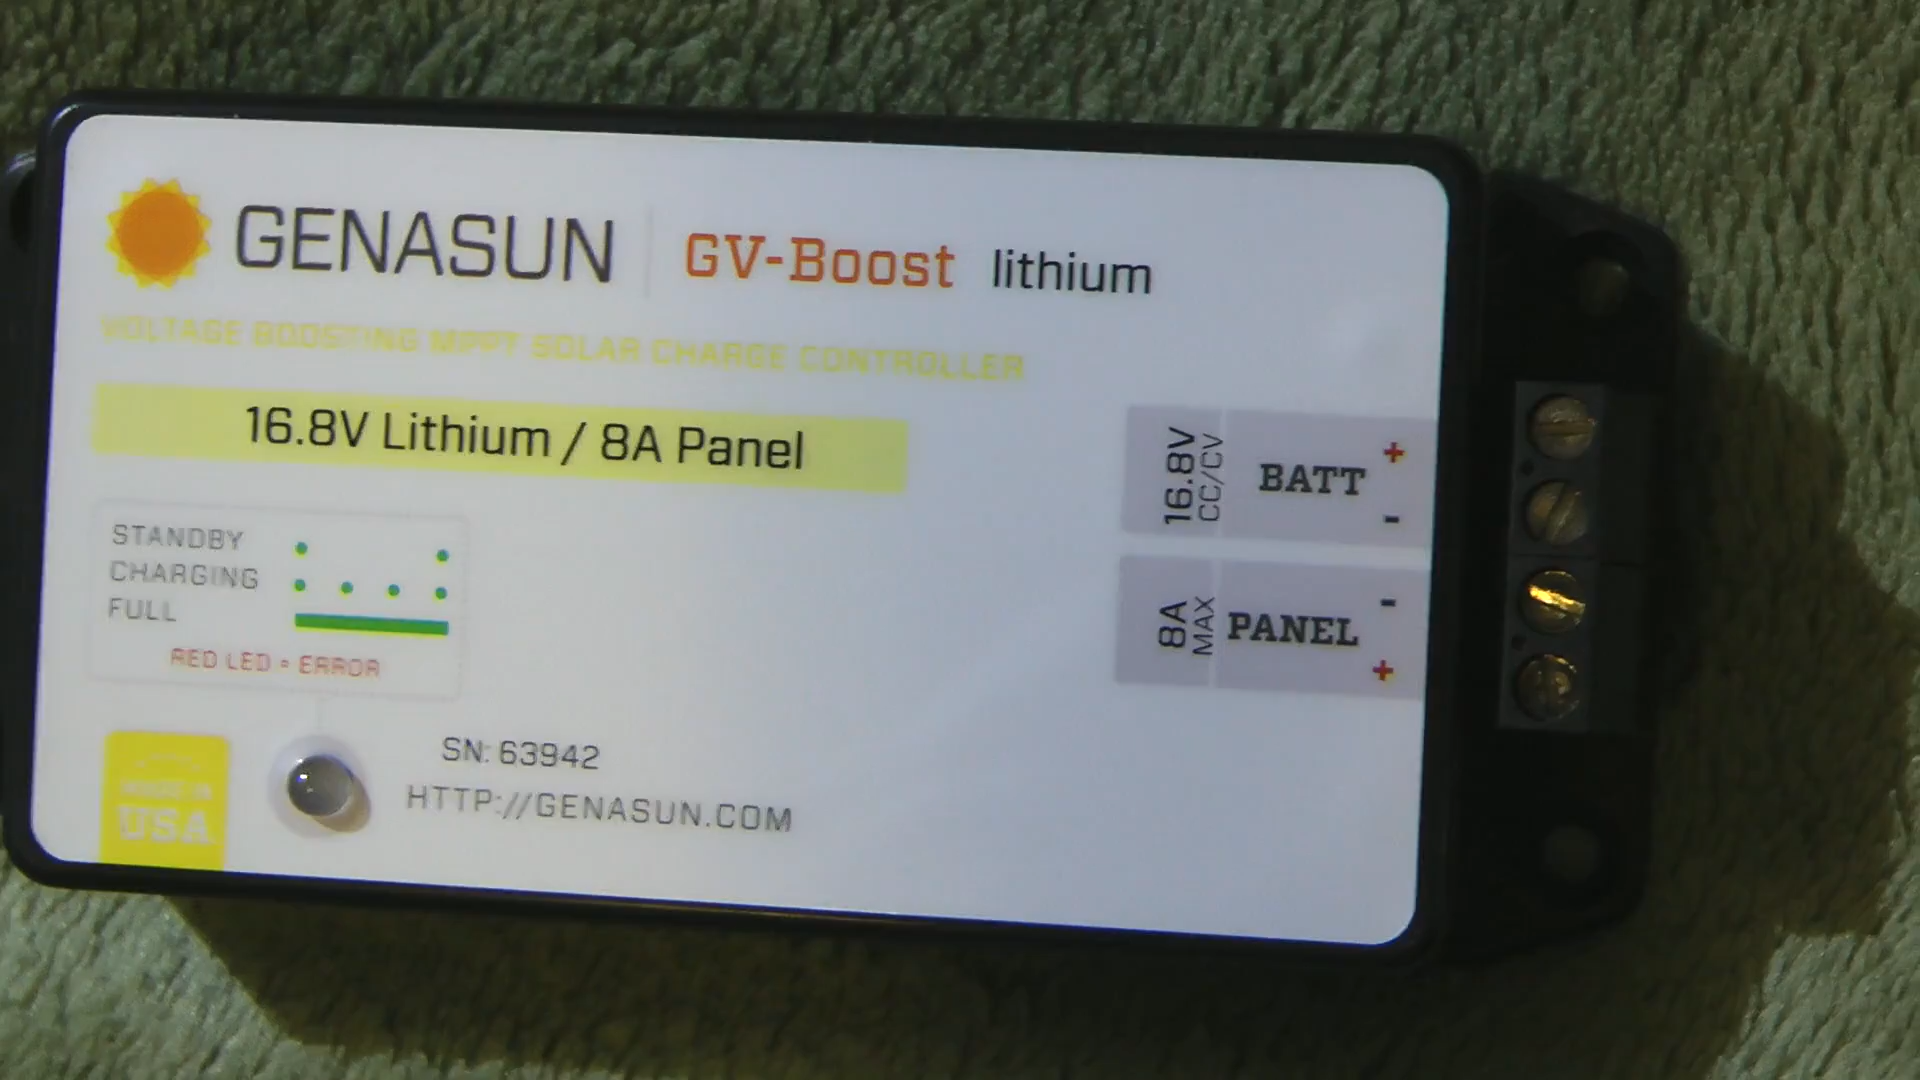 GENASUN
GV-Boost lithium
VOLTAGE BOOSTING MPPT SOLAR CHARGE CONTROLLER
16.8V Lithium / 8A Panel
STANDBY
CHARGING
FULL
RED LED = ERROR
MADE IN
USA
SN: 63942
HTTP://GENASUN.COM
16.8V
CC/CV
BATT
+
-
8A
MAX
PANEL
-
+